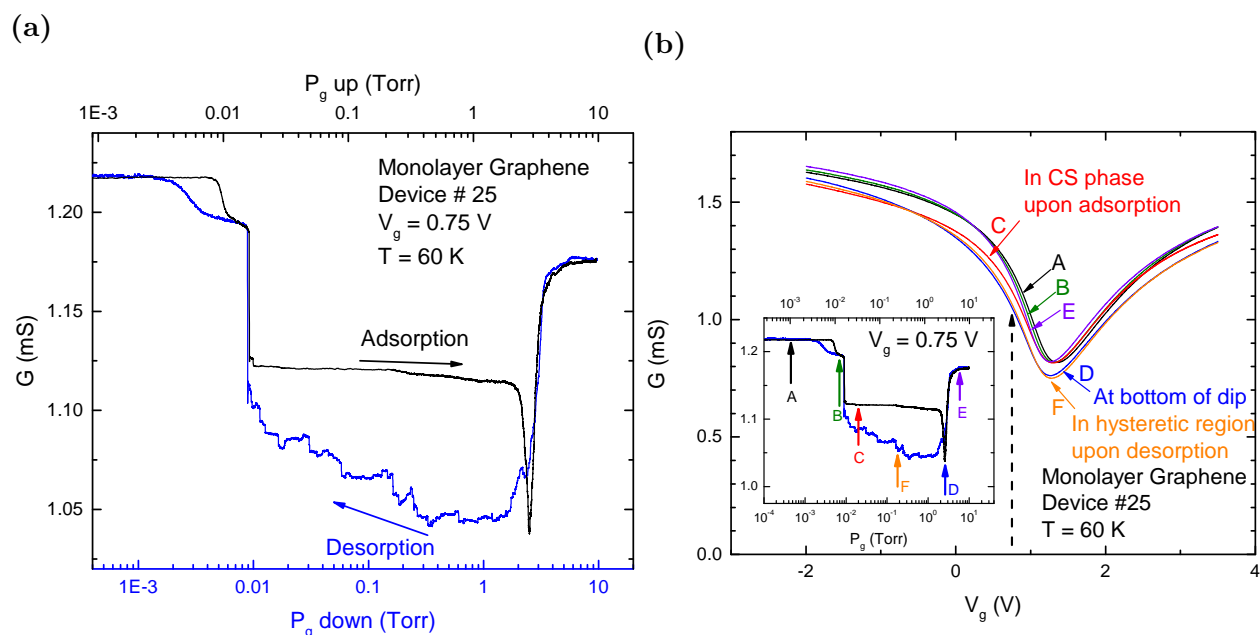 (a)
P_g up (Torr)
1E-3 0.01 0.1 1 10
Monolayer Graphene
Device # 25
V_g = 0.75 V
T = 60 K
1.20
1.15
1.10
1.05
G (mS)
Adsorption
Desorption
1E-3 0.01 0.1 1 10
P_g down (Torr)
(b)
In CS phase
upon adsorption
C
A
B
E
D
At bottom of dip
F
In hysteretic region
upon desorption
Monolayer Graphene
Device #25
T = 60 K
1.5
1.0
0.5
0.0
G (mS)
-2 0 2 4
V_g (V)
10^-3 10^-2 10^-1 10^0 10^1
V_g = 0.75 V
1.2
1.1
1.0
A
B
C
F
D
E
10^-4 10^-3 10^-2 10^-1 10^0 10^1
P_g (Torr)